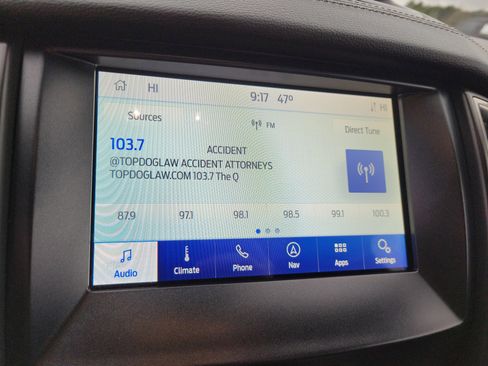 HI 9:17 47° HI
Sources FM Direct Tune
103.7 ACCIDENT
@TOPDOGLAW ACCIDENT ATTORNEYS
TOPDOGLAW.COM 103.7 The Q
87.9 97.1 98.1 98.5 99.1 100.3
Audio Climate Phone Nav Apps Settings